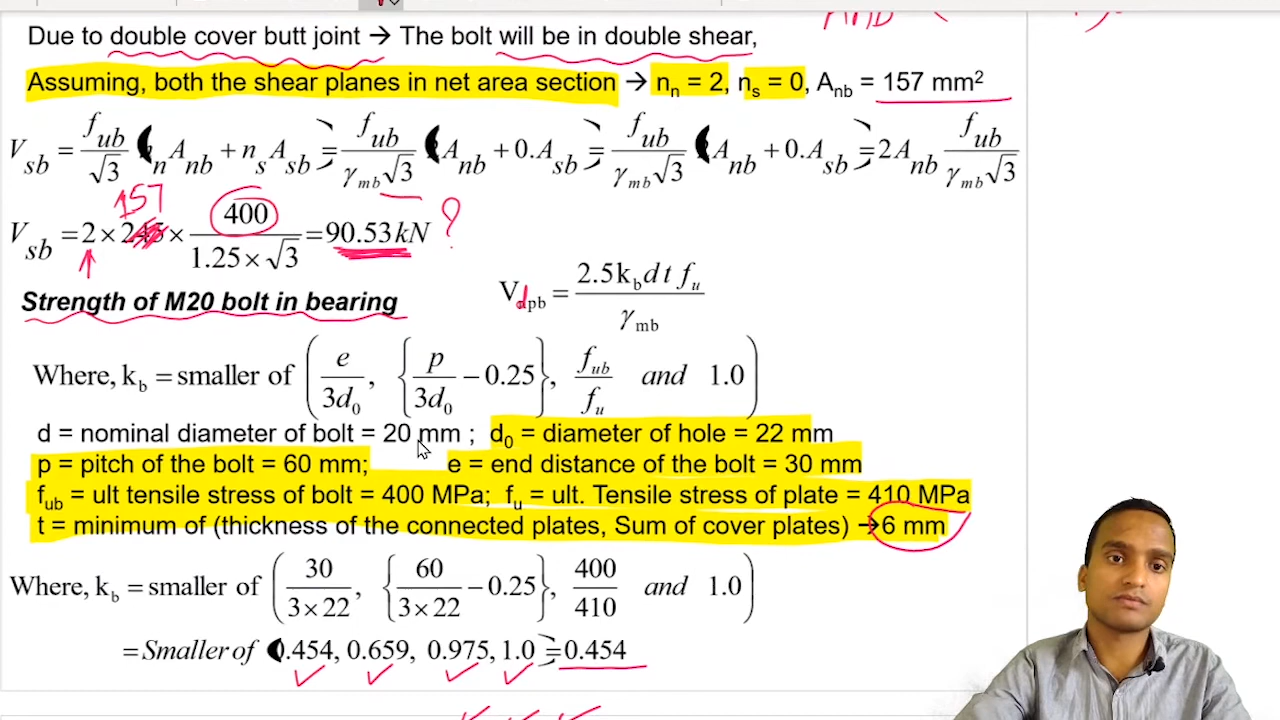 Due to double cover butt joint → The bolt will be in double shear,
Assuming, both the shear planes in net area section → nₙ = 2, nₛ = 0, Aₙb = 157 mm²
V_sb = f_ub/√3 (n A_nb + n_s A_sb) = f_ub/(γ_mb √3) (A_nb + 0.A_sb) = f_ub/(γ_mb √3) (A_nb + 0.A_sb) = 2A_nb f_ub/(γ_mb √3)
157
V_sb = 2 × 245 × 400/(1.25 × √3) = 90.53 kN ?
Strength of M20 bolt in bearing
V_dpb = 2.5k_b d t f_u / γ_mb
Where, k_b = smaller of (e/3d₀, {p/3d₀ − 0.25}, f_ub/f_u and 1.0)
d = nominal diameter of bolt = 20 mm ; d₀ = diameter of hole = 22 mm
p = pitch of the bolt = 60 mm; e = end distance of the bolt = 30 mm
f_ub = ult tensile stress of bolt = 400 MPa; f_u = ult. Tensile stress of plate = 410 MPa
t = minimum of (thickness of the connected plates, Sum of cover plates) → 6 mm
Where, k_b = smaller of (30/(3×22), {60/(3×22) − 0.25}, 400/410 and 1.0)
= Smaller of (0.454, 0.659, 0.975, 1.0) = 0.454